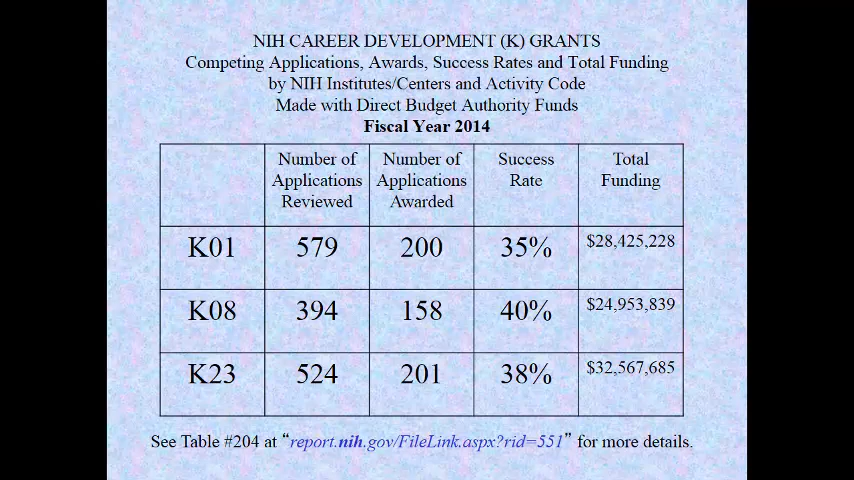 NIH CAREER DEVELOPMENT (K) GRANTS
Competing Applications, Awards, Success Rates and Total Funding
by NIH Institutes/Centers and Activity Code
Made with Direct Budget Authority Funds
Fiscal Year 2014
Number of Applications Reviewed
Number of Applications Awarded
Success Rate
Total Funding
K01 579 200 35% $28,425,228
K08 394 158 40% $24,953,839
K23 524 201 38% $32,567,685
See Table #204 at “report.nih.gov/FileLink.aspx?rid=551” for more details.